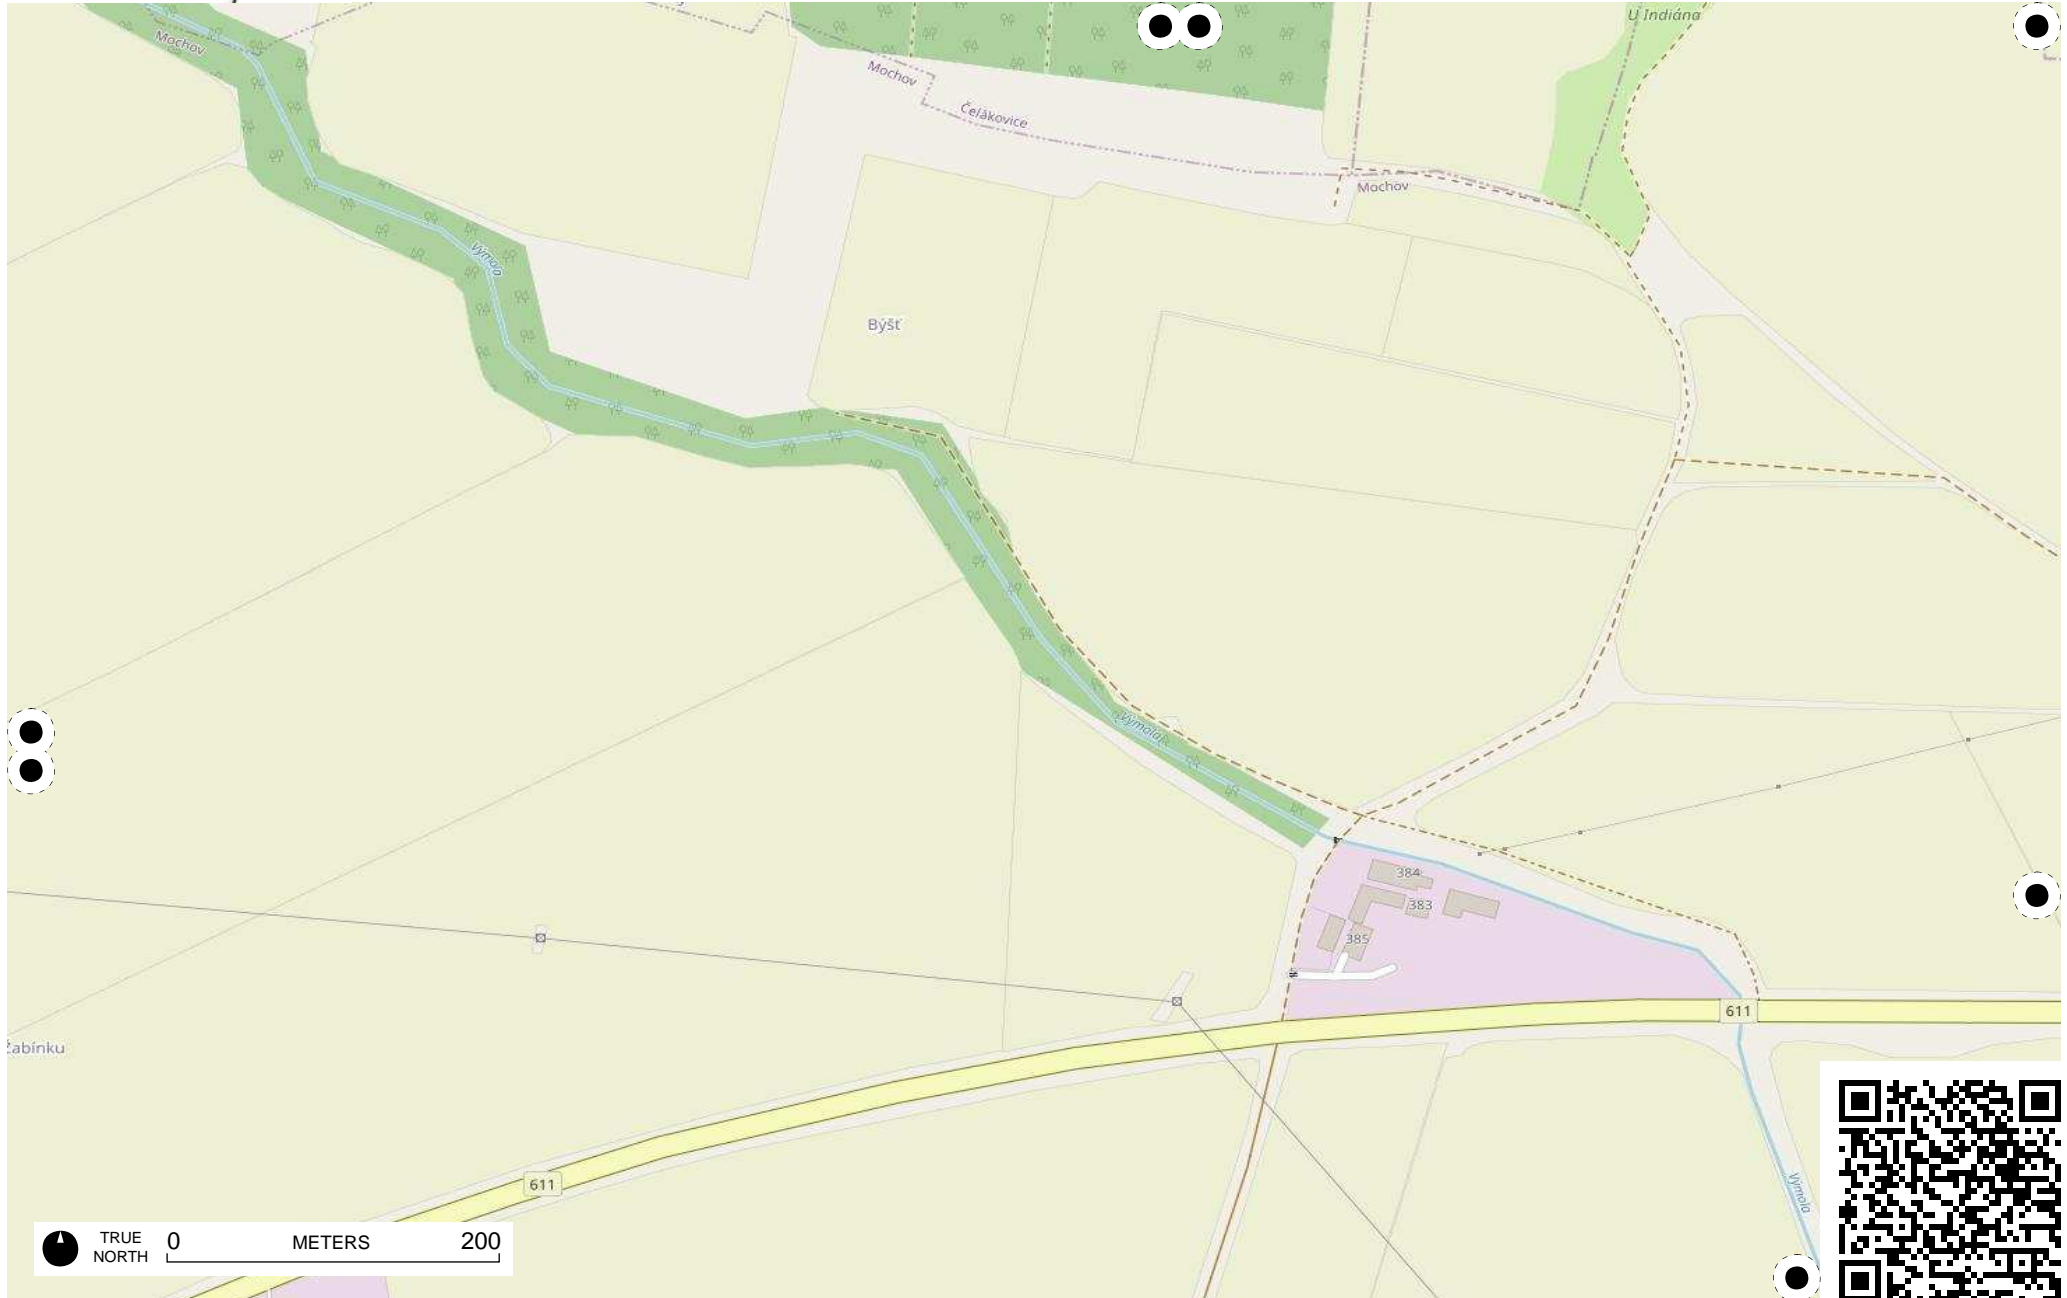 U Indiána
Mochov
Mochov
Čelákovice
Mochov
Výmola
Býšť
Výmola
384
383
385
611
Žabínku
611
Výmola
TRUE
NORTH
0 METERS 200